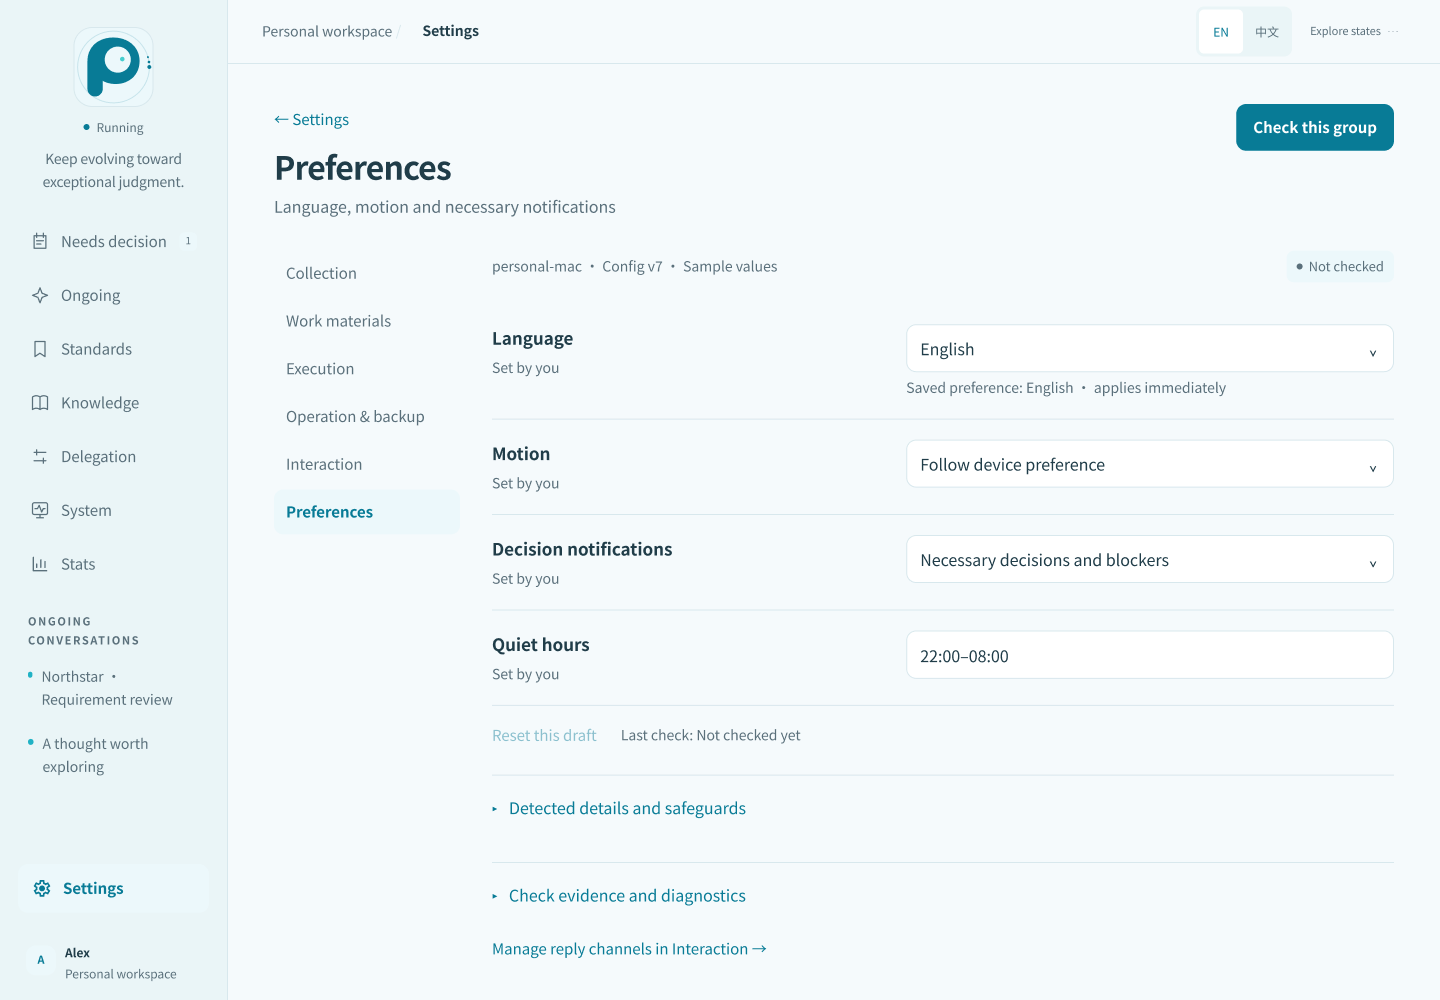 Running
Keep evolving toward
exceptional judgment.
Needs decision 1
Ongoing
Standards
Knowledge
Delegation
System
Stats
ONGOING
CONVERSATIONS
Northstar •
Requirement review
A thought worth
exploring
Settings
A
Alex
Personal workspace
Personal workspace / Settings
EN 中文
Explore states ···
← Settings
Check this group
Preferences
Language, motion and necessary notifications
Collection
Work materials
Execution
Operation & backup
Interaction
Preferences
personal-mac • Config v7 • Sample values
Not checked
Language
Set by you
English
Saved preference: English • applies immediately
Motion
Set by you
Follow device preference
Decision notifications
Set by you
Necessary decisions and blockers
Quiet hours
Set by you
22:00–08:00
Reset this draft Last check: Not checked yet
Detected details and safeguards
Check evidence and diagnostics
Manage reply channels in Interaction →